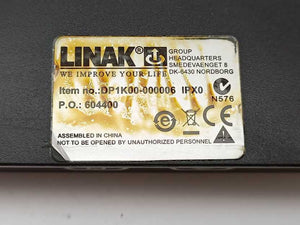 LINAK
GROUP
HEADQUARTERS
SMEDEVAENGET 8
DK-6430 NORDBORG
WE IMPROVE YOUR LIFE
Item no.: DP1K00-000006 IPX0
P.O.: 604400
N576
ASSEMBLED IN CHINA
NOT TO BE OPENED BY UNAUTHORIZED PERSONNEL